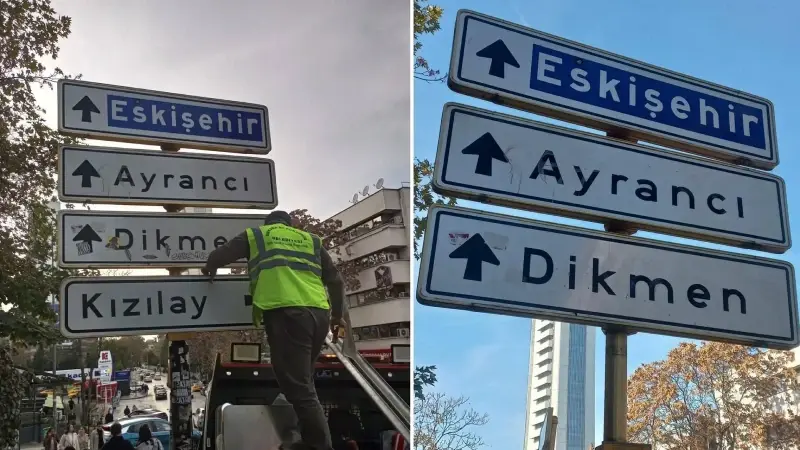 Eskişehir
Ayrancı
Dikmen
Kızılay
Eskişehir
Ayrancı
Dikmen